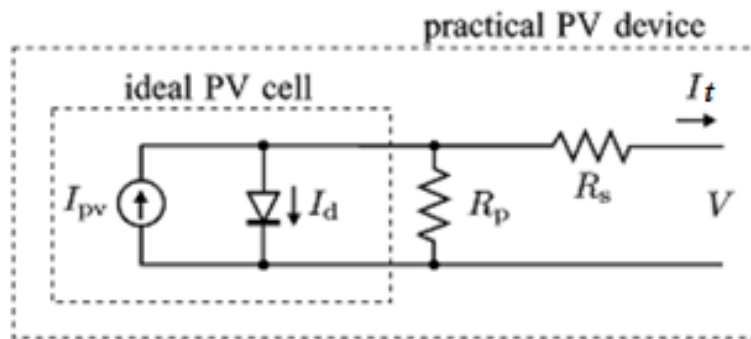 practical PV device
ideal PV cell
I_t
I_pv
I_d
R_p
R_s
V